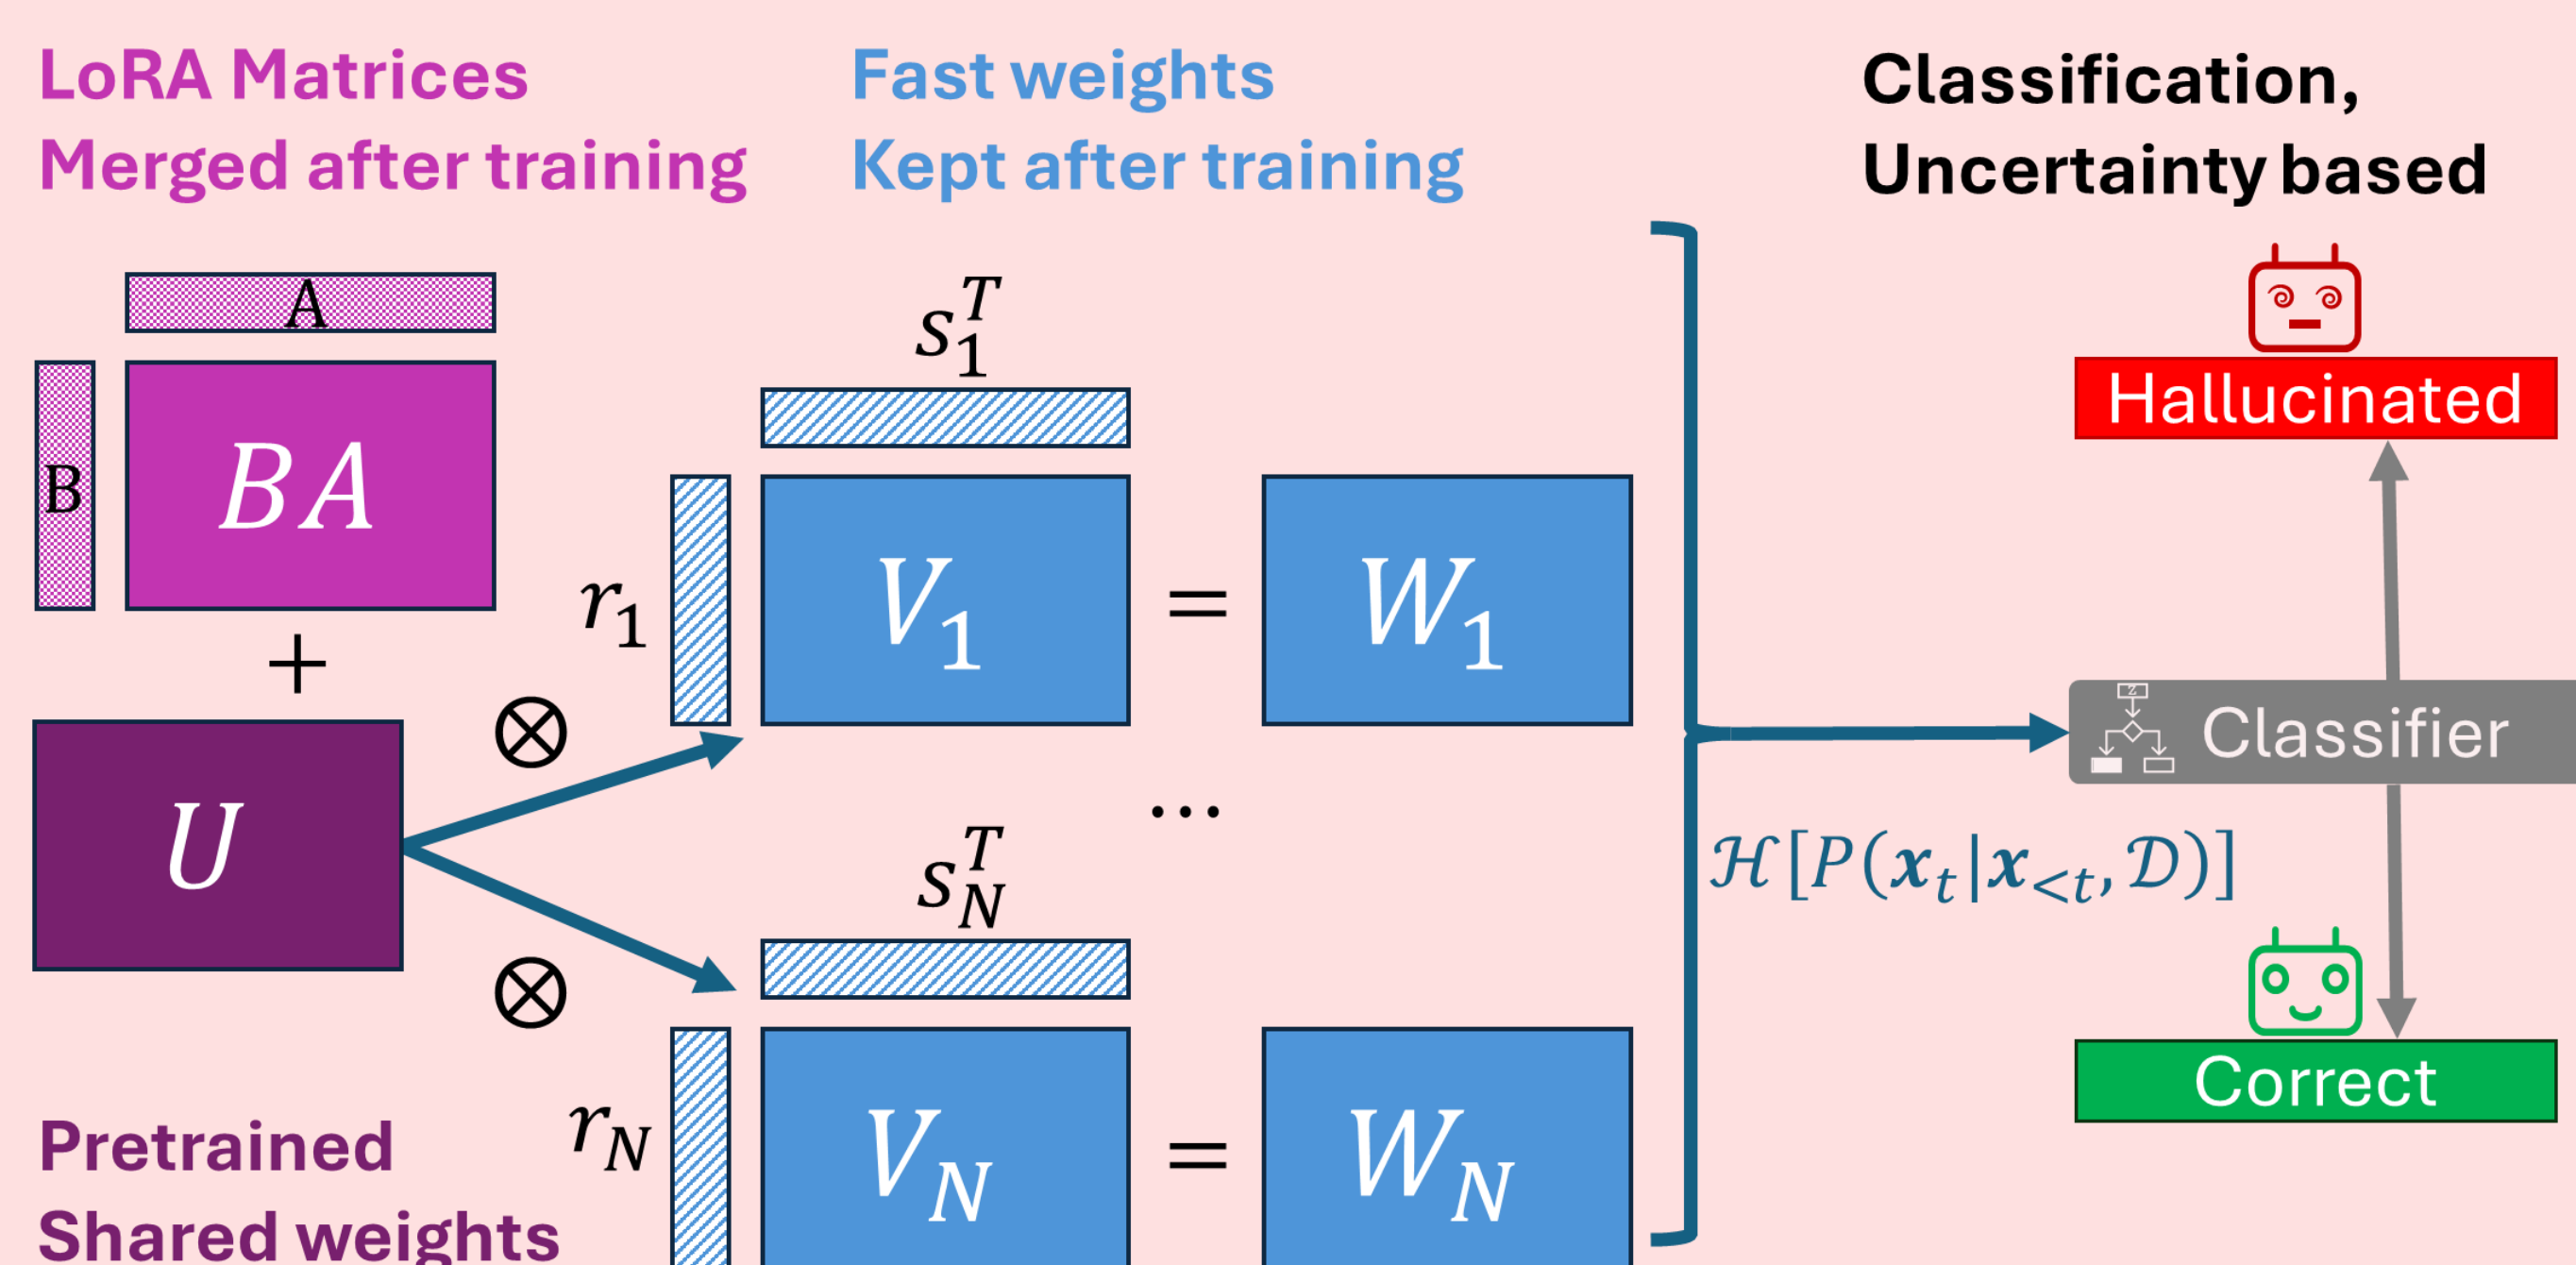 LoRA Matrices
Merged after training
Fast weights
Kept after training
Classification,
Uncertainty based
A
B
BA
+
U
⊗
⊗
s_1^T
r_1
V_1
=
W_1
...
s_N^T
r_N
V_N
=
W_N
Pretrained
Shared weights
ℋ[P(x_t|x_{<t}, 𝒟)]
Hallucinated
Z
Classifier
Correct